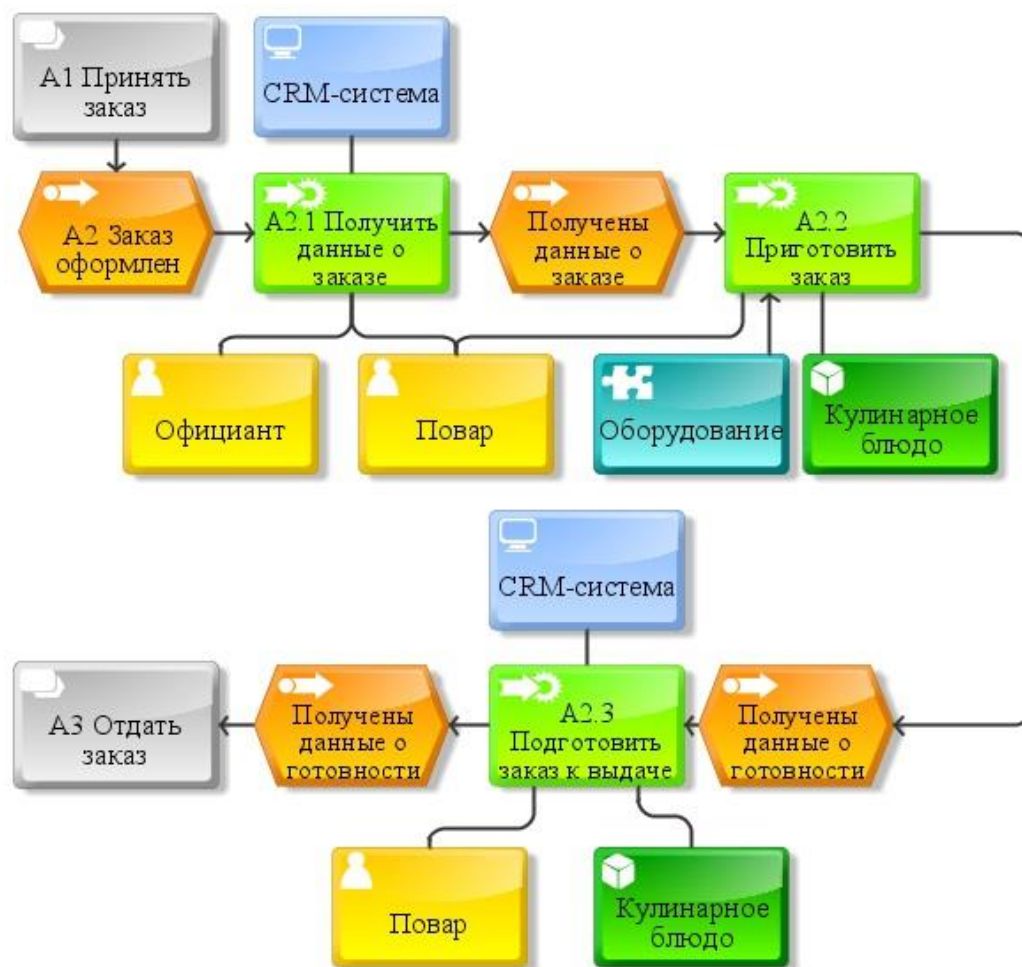 А1 Принять
заказ
CRM-система
А2 Заказ
оформлен
А2.1 Получить
данные о
заказе
Получены
данные о
заказе
А2.2
Приготовить
заказ
Официант
Повар
Оборудование
Кулинарное
блюдо
CRM-система
А3 Отдать
заказ
Получены
данные о
готовности
А2.3
Подготовить
заказ к выдаче
Получены
данные о
готовности
Повар
Кулинарное
блюдо